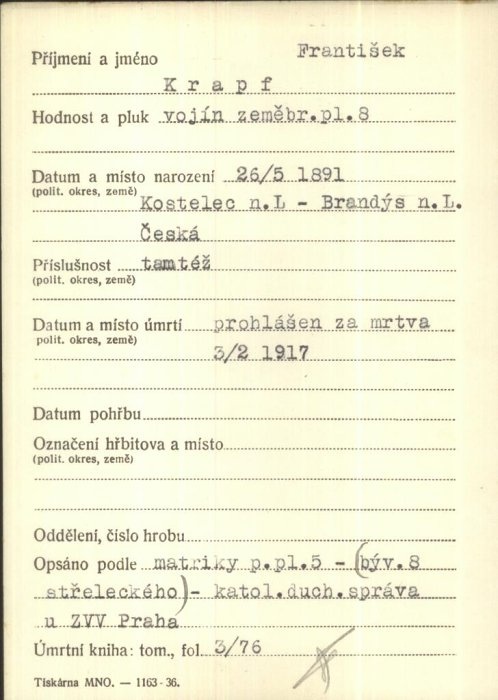 František
Příjmení a jméno
K r a p f
Hodnost a pluk vojín zeměbr.pl.8
Datum a místo narození 26/5 1891
(polit. okres, země)
Kostelec n.L - Brandýs n.L.
Česká
Příslušnost tamtéž
(polit. okres, země)
Datum a místo úmrtí prohlášen za mrtva
polit. okres, země)
3/2 1917
Datum pohřbu
Označení hřbitova a místo
(polit. okres, země)
Oddělení, číslo hrobu
Opsáno podle matriky p.pl.5 - (býv.8
střeleckého) - katol.duch.správa
u ZVV Praha
Úmrtní kniha: tom., fol. 3/76
Tiskárna MNO. — 1163-36.